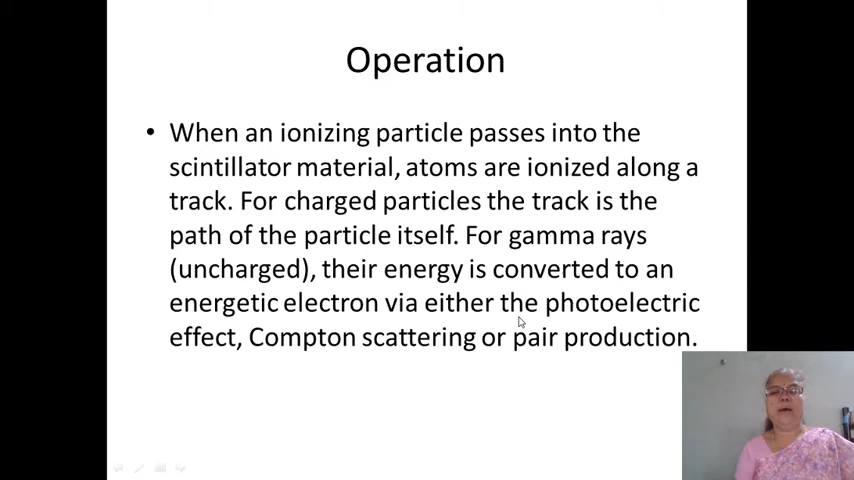 Operation
• When an ionizing particle passes into the
scintillator material, atoms are ionized along a
track. For charged particles the track is the
path of the particle itself. For gamma rays
(uncharged), their energy is converted to an
energetic electron via either the photoelectric
effect, Compton scattering or pair production.